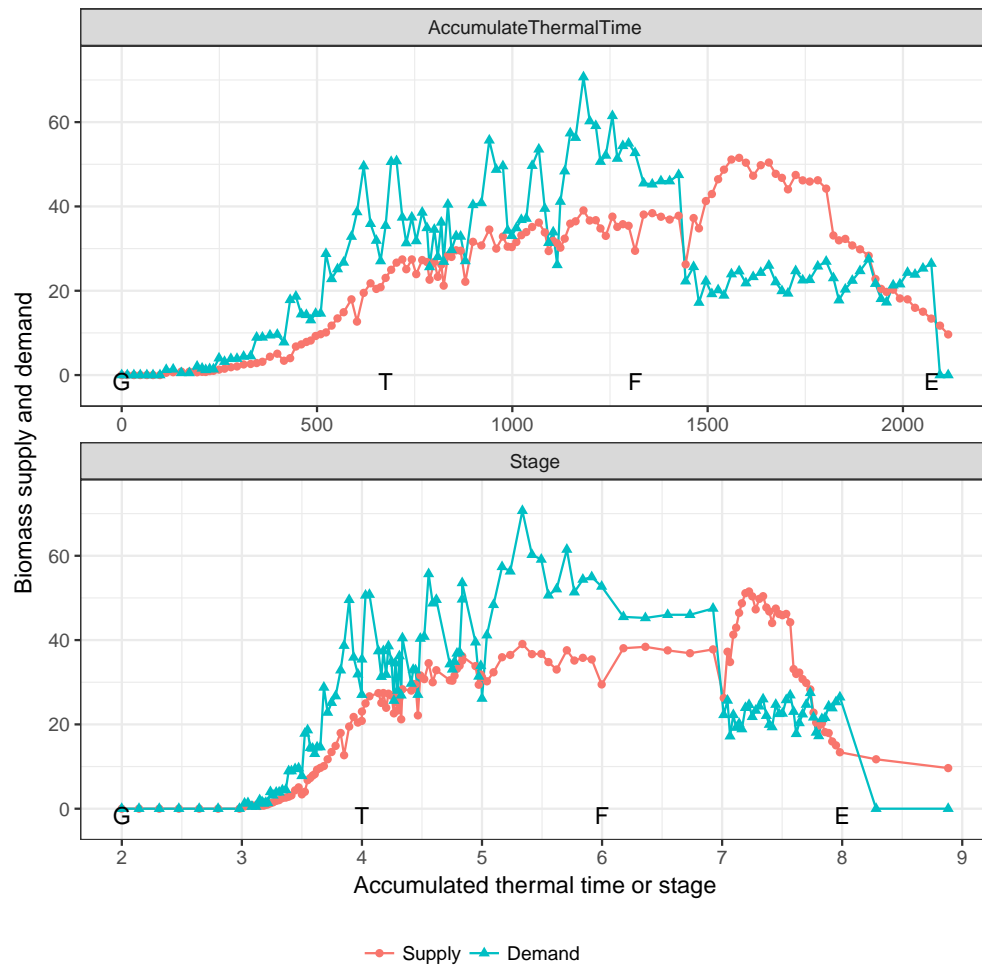 AccumulateThermalTime
60
40
20
0
G T F E
0 500 1000 1500 2000
Stage
60
40
20
0
G T F E
2 3 4 5 6 7 8 9
Biomass supply and demand
Accumulated thermal time or stage
Supply Demand